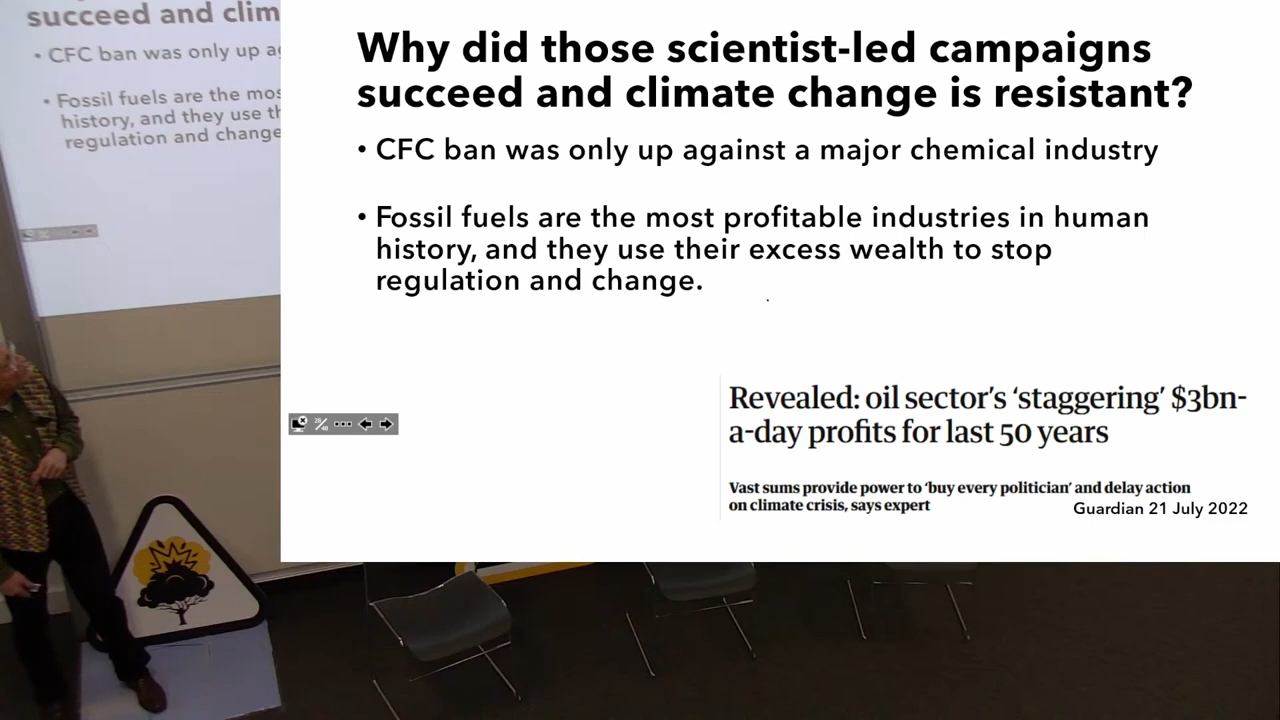 succeed and clim
• CFC ban was only up ag
• Fossil fuels are the mos
history, and they use th
regulation and change
Why did those scientist-led campaigns
succeed and climate change is resistant?
• CFC ban was only up against a major chemical industry
• Fossil fuels are the most profitable industries in human
history, and they use their excess wealth to stop
regulation and change.
Revealed: oil sector's 'staggering' $3bn-
a-day profits for last 50 years
Vast sums provide power to 'buy every politician' and delay action
on climate crisis, says expert
Guardian 21 July 2022